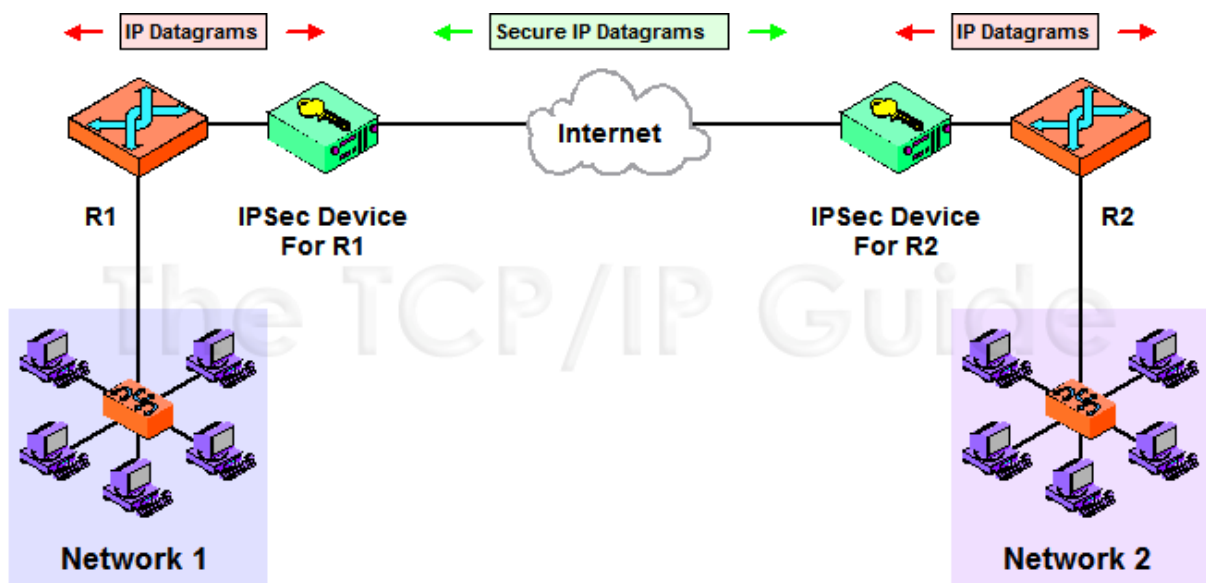 IP Datagrams
Secure IP Datagrams
IP Datagrams
Internet
R1
IPSec Device
For R1
IPSec Device
For R2
R2
The TCP/IP Guide
Network 1
Network 2